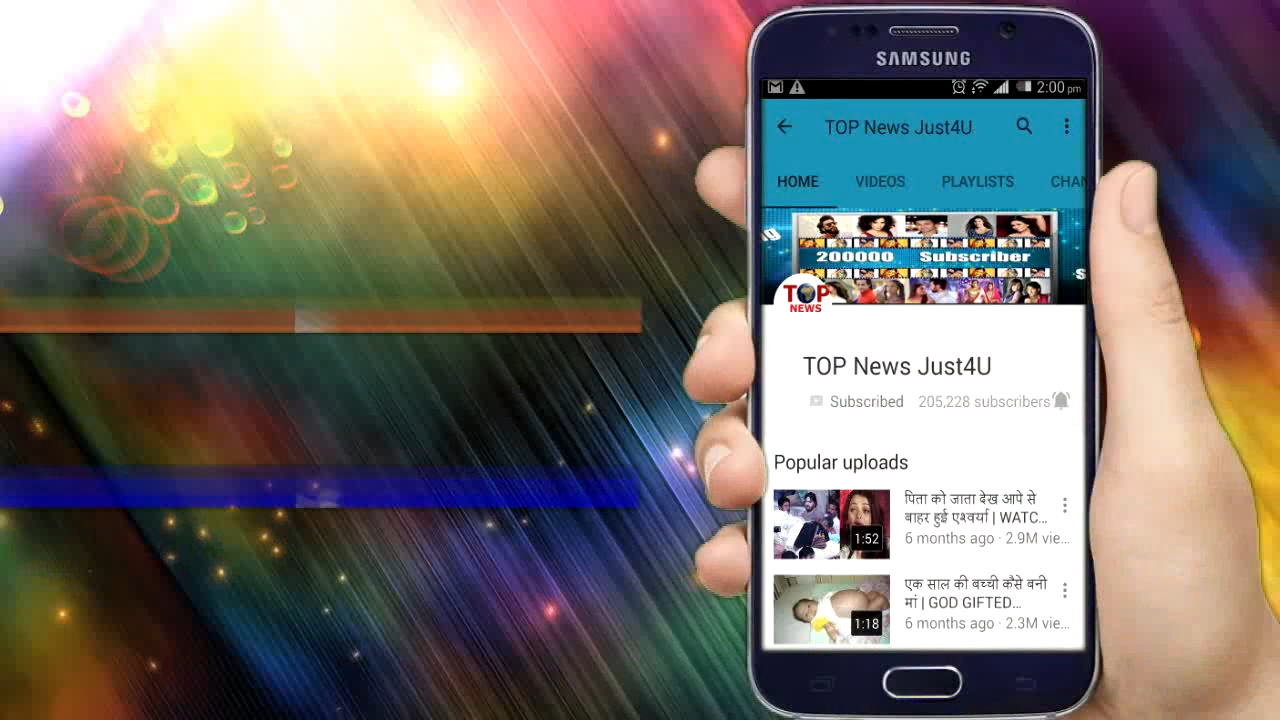 SAMSUNG
2:00 pm
TOP News Just4U
HOME VIDEOS PLAYLISTS CHAN
200000 Subscriber
TOP
NEWS
TOP News Just4U
Subscribed 205,228 subscribers
Popular uploads
पिता को जाता देख आपे से
बाहर हुई एश्वर्या | WATC...
1:52
6 months ago · 2.9M vie...
एक साल की बच्ची कैसे बनी
मां | GOD GIFTED...
1:18
6 months ago · 2.3M vie...